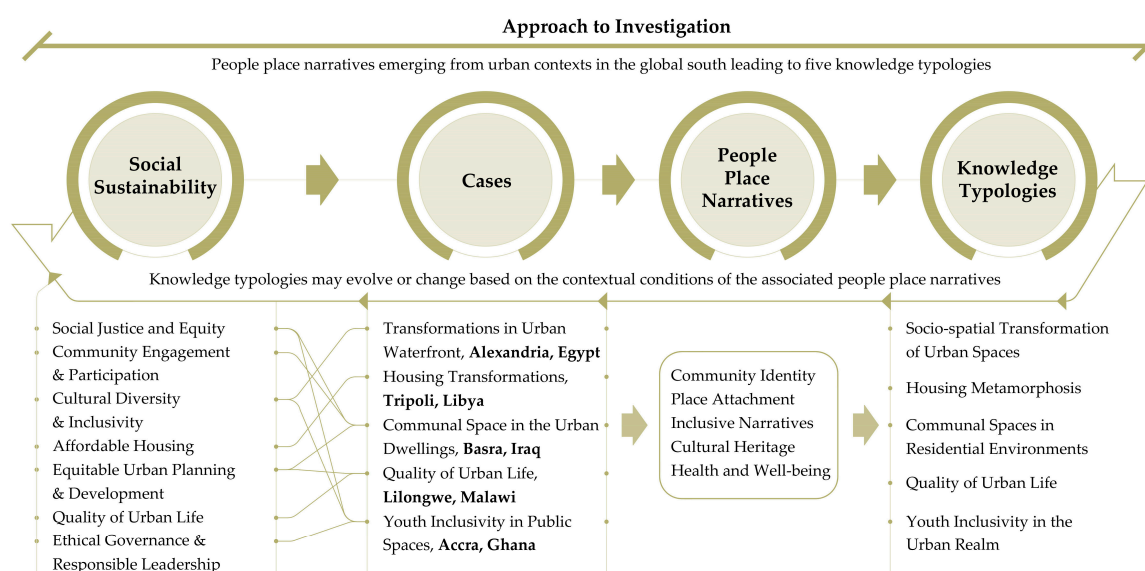 Approach to Investigation
People place narratives emerging from urban contexts in the global south leading to five knowledge typologies
Social
Sustainability
Cases
People
Place
Narratives
Knowledge
Typologies
Knowledge typologies may evolve or change based on the contextual conditions of the associated people place narratives
Social Justice and Equity
Community Engagement
& Participation
Cultural Diversity
& Inclusivity
Affordable Housing
Equitable Urban Planning
& Development
Quality of Urban Life
Ethical Governance &
Responsible Leadership
Transformations in Urban
Waterfront, Alexandria, Egypt
Housing Transformations,
Tripoli, Libya
Communal Space in the Urban
Dwellings, Basra, Iraq
Quality of Urban Life,
Lilongwe, Malawi
Youth Inclusivity in Public
Spaces, Accra, Ghana
Community Identity
Place Attachment
Inclusive Narratives
Cultural Heritage
Health and Well-being
Socio-spatial Transformation
of Urban Spaces
Housing Metamorphosis
Communal Spaces in
Residential Environments
Quality of Urban Life
Youth Inclusivity in the
Urban Realm